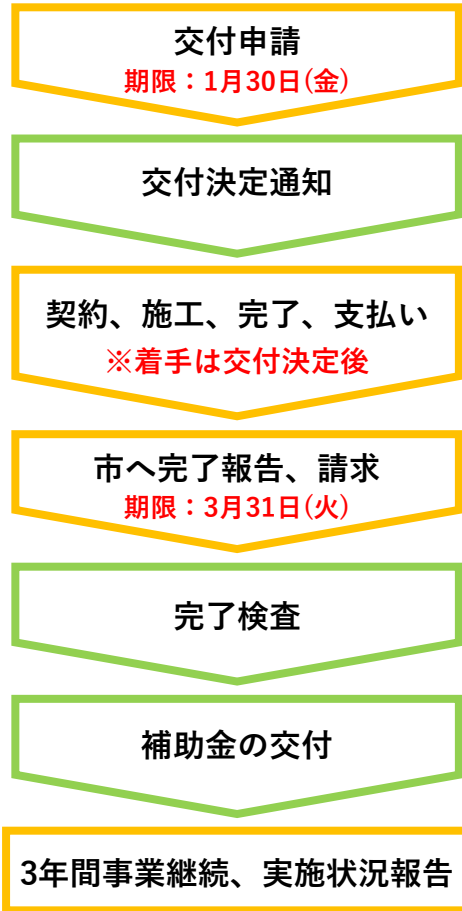 交付申請
期限：1月30日(金)
交付決定通知
契約、施工、完了、支払い
※着手は交付決定後
市へ完了報告、請求
期限：3月31日(火)
完了検査
補助金の交付
3年間事業継続、実施状況報告